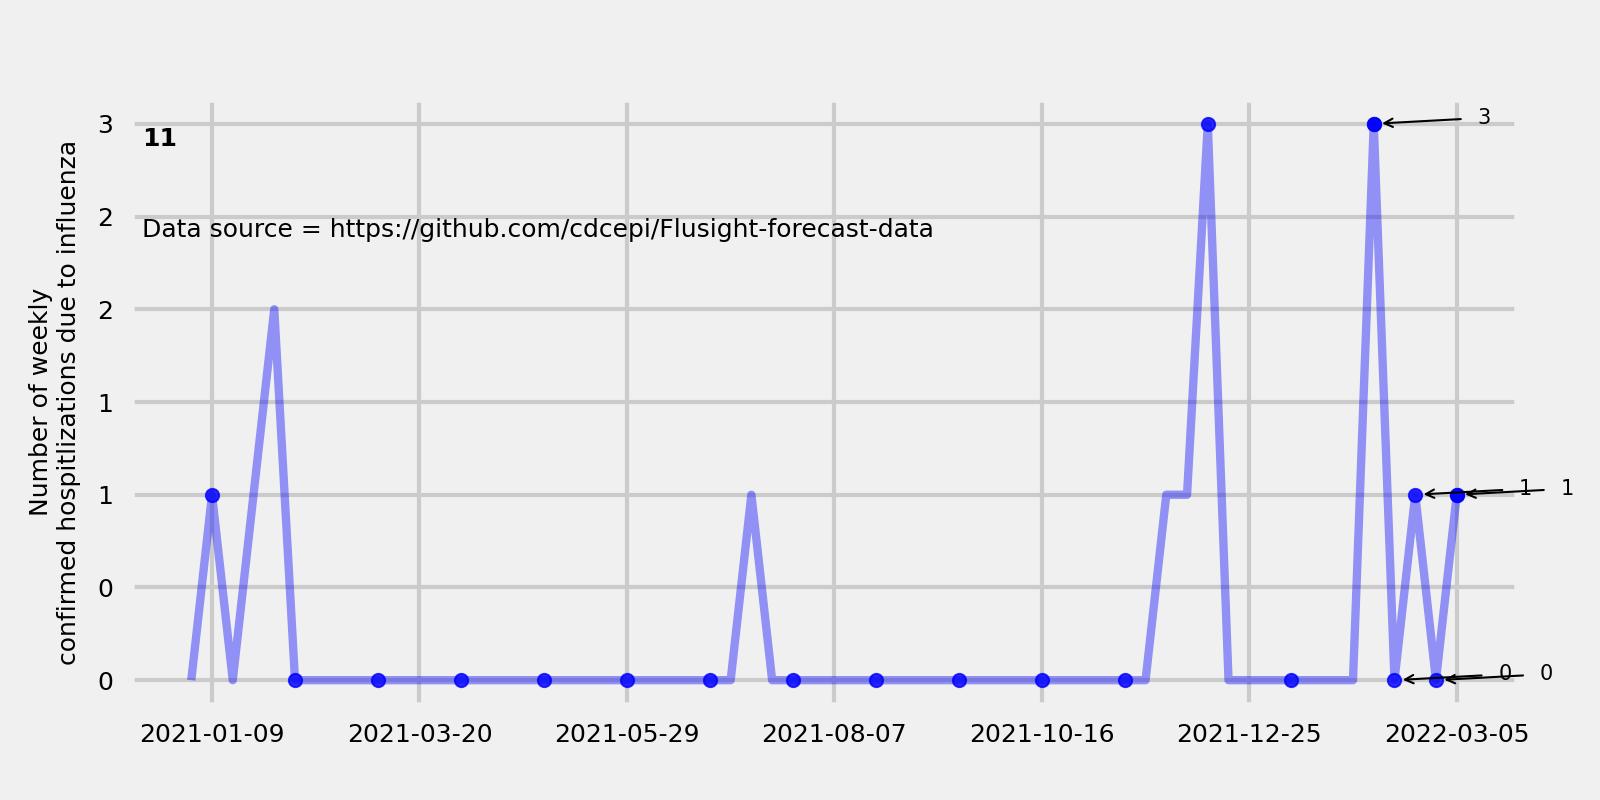 Number of weekly
confirmed hospitlizations due to influenza
3
2
2
1
1
0
0
11
Data source = https://github.com/cdcepi/Flusight-forecast-data
3
1 1
0 0
2021-01-09 2021-03-20 2021-05-29 2021-08-07 2021-10-16 2021-12-25 2022-03-05